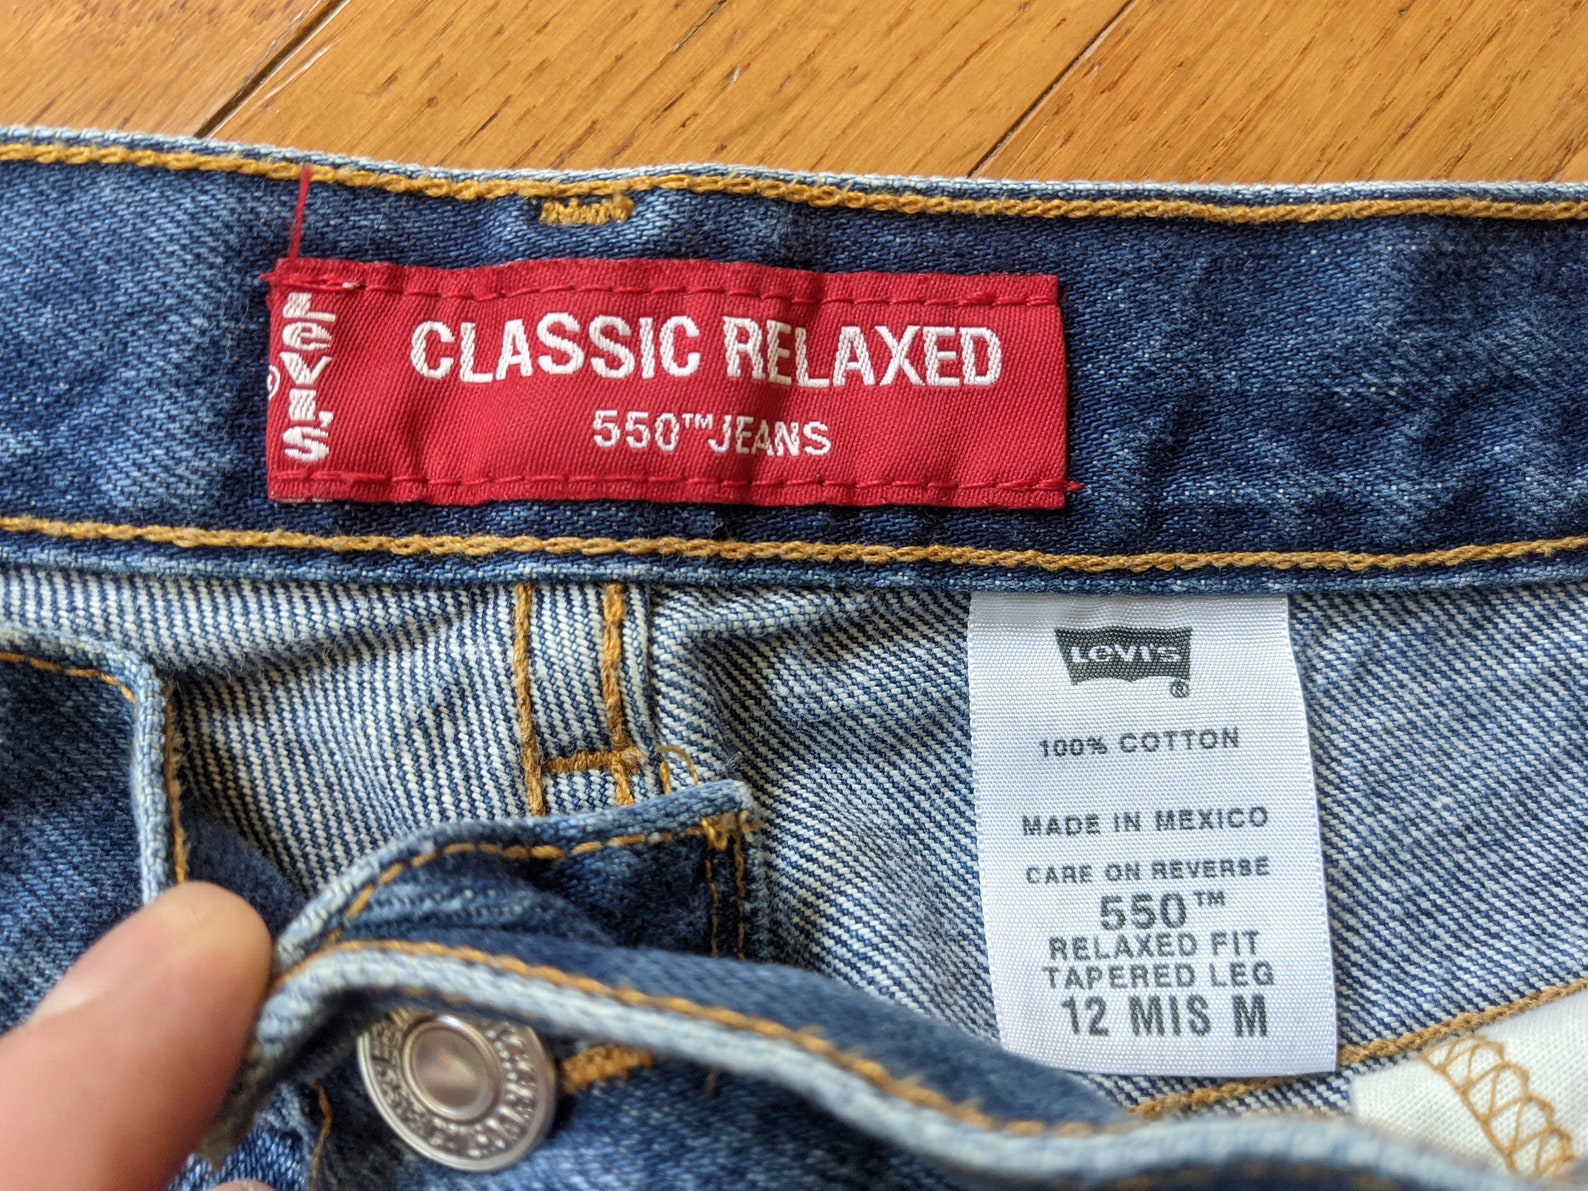 Levi's®
CLASSIC RELAXED
550™JEANS
LEVI'S®
100% COTTON
MADE IN MEXICO
CARE ON REVERSE
550™
RELAXED FIT
TAPERED LEG
12 MIS M